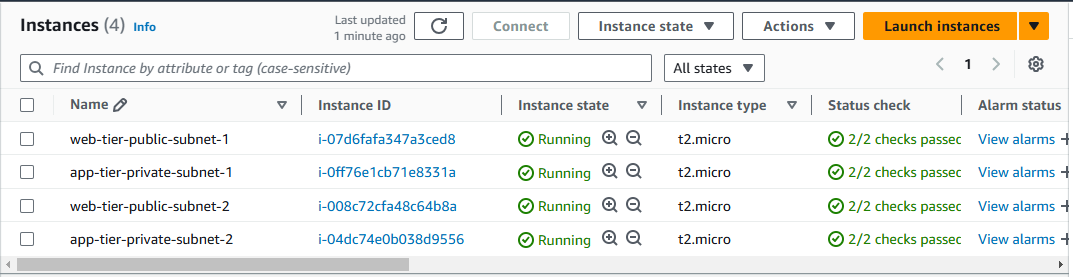 Instances (4) Info Last updated 1 minute ago Connect Instance state Actions Launch instances
Find Instance by attribute or tag (case-sensitive) All states 1
Name Instance ID Instance state Instance type Status check Alarm status
web-tier-public-subnet-1 i-07d6fafa347a3ced8 Running t2.micro 2/2 checks passec View alarms +
app-tier-private-subnet-1 i-0ff76e1cb71e8331a Running t2.micro 2/2 checks passec View alarms +
web-tier-public-subnet-2 i-008c72cfa48c64b8a Running t2.micro 2/2 checks passec View alarms +
app-tier-private-subnet-2 i-04dc74e0b038d9556 Running t2.micro 2/2 checks passec View alarms +